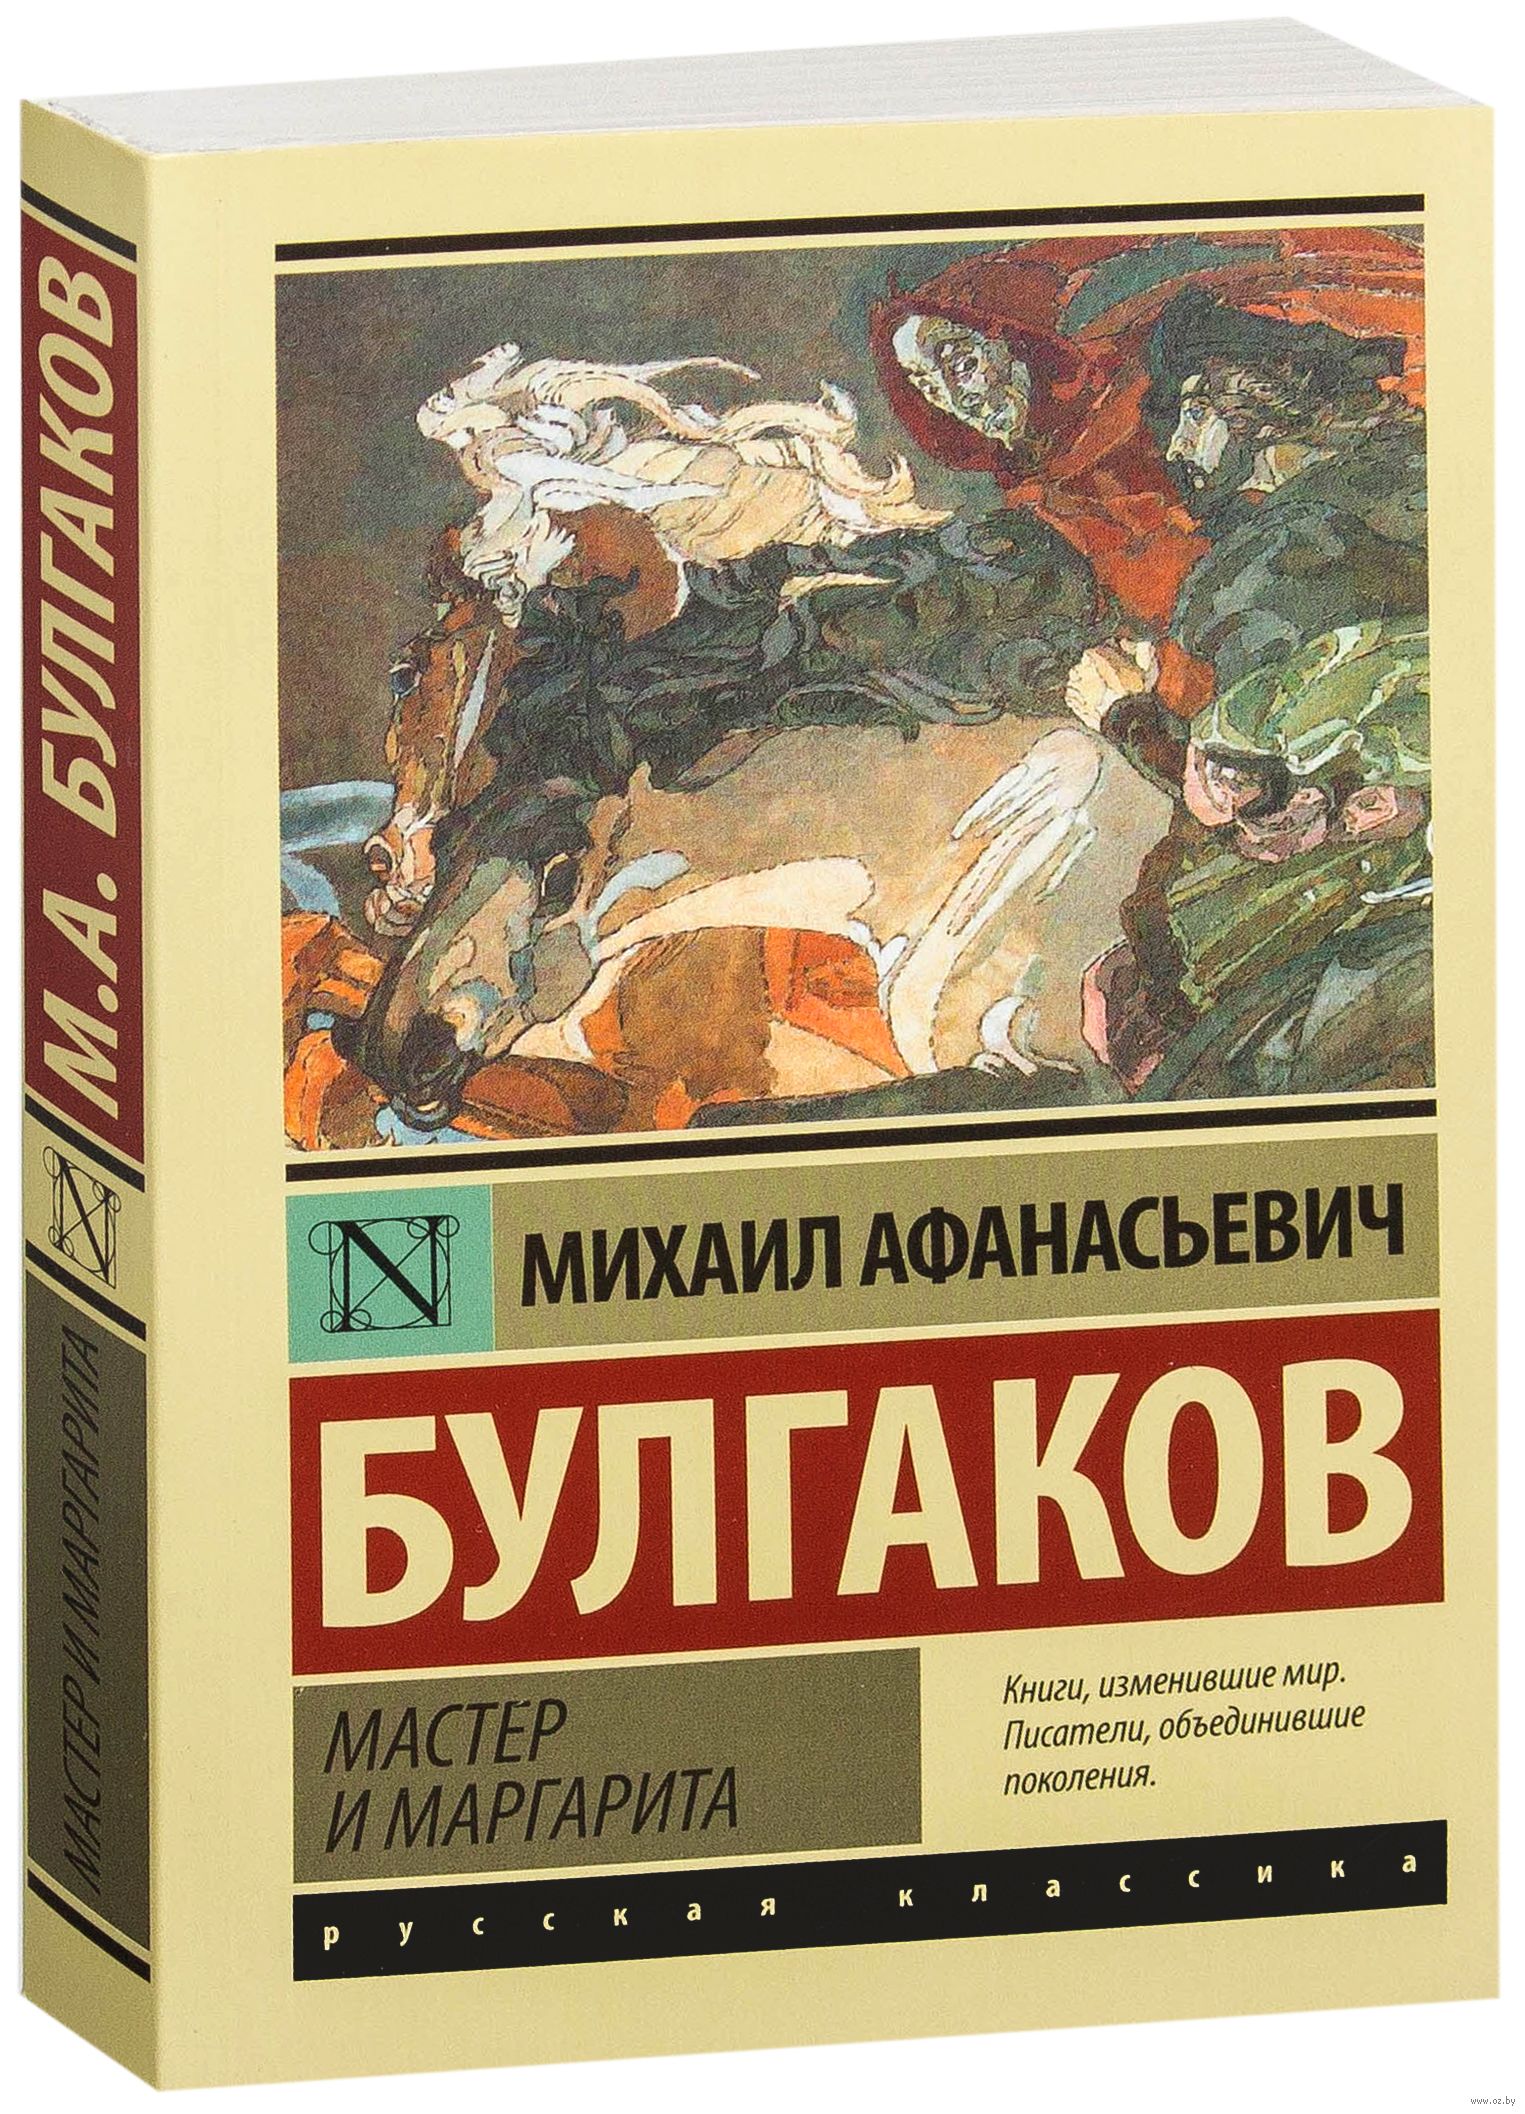 М.А. БУЛГАКОВ
N
МАСТЕР И МАРГАРИТА
N
МИХАИЛ АФАНАСЬЕВИЧ
БУЛГАКОВ
МАСТЕР
И МАРГАРИТА
Книги, изменившие мир.
Писатели, объединившие
поколения.
русская классика
www.oz.by